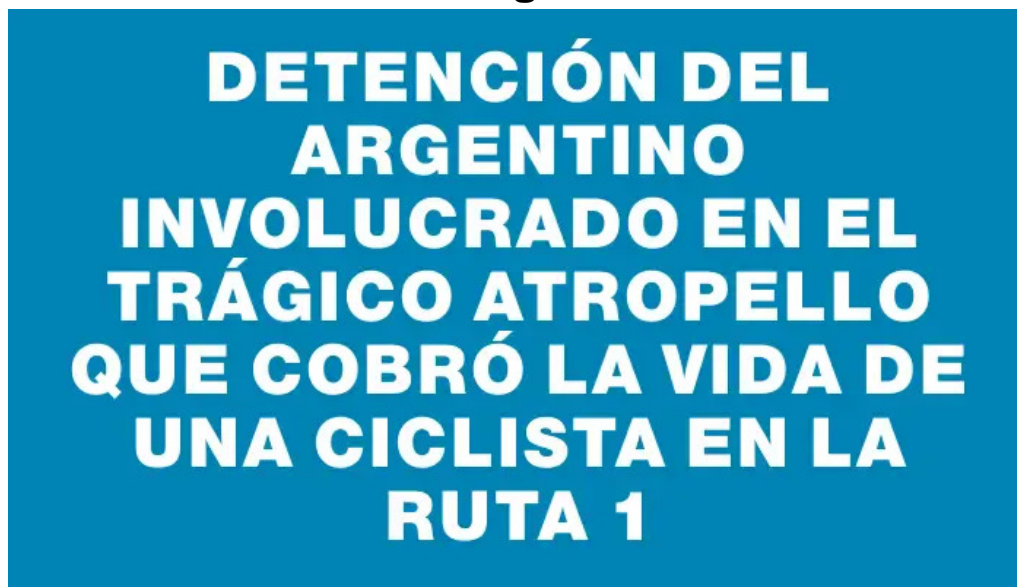 DETENCIÓN DEL
ARGENTINO
INVOLUCRADO EN EL
TRÁGICO ATROPELLO
QUE COBRÓ LA VIDA DE
UNA CICLISTA EN LA
RUTA 1